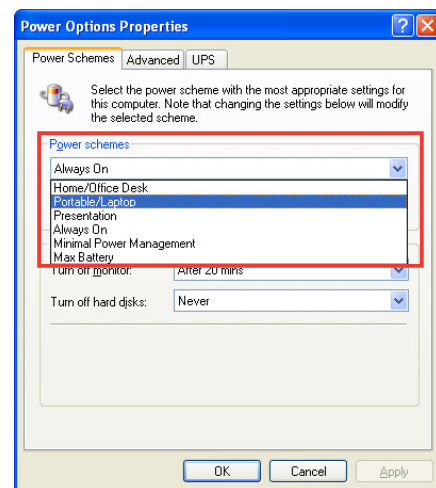 Power Options Properties
Power Schemes Advanced UPS
Select the power scheme with the most appropriate settings for
this computer. Note that changing the settings below will modify
the selected scheme.
Power schemes
Always On
Home/Office Desk
Portable/Laptop
Presentation
Always On
Minimal Power Management
Max Battery
Turn off monitor: After 20 mins
Turn off hard disks: Never
OK Cancel Apply